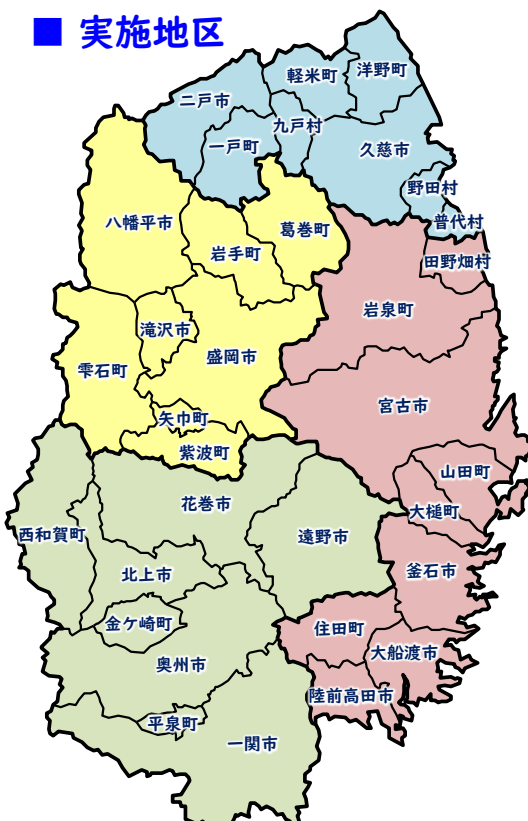 ■ 実施地区
洋野町
軽米町
二戸市
九戸村
一戸町
久慈市
野田村
普代村
八幡平市
葛巻町
岩手町
田野畑村
岩泉町
滝沢市
盛岡市
雫石町
宮古市
矢巾町
紫波町
山田町
花巻市
大槌町
西和賀町
遠野市
釜石市
北上市
金ケ崎町
住田町
大船渡市
奥州市
陸前高田市
平泉町
一関市